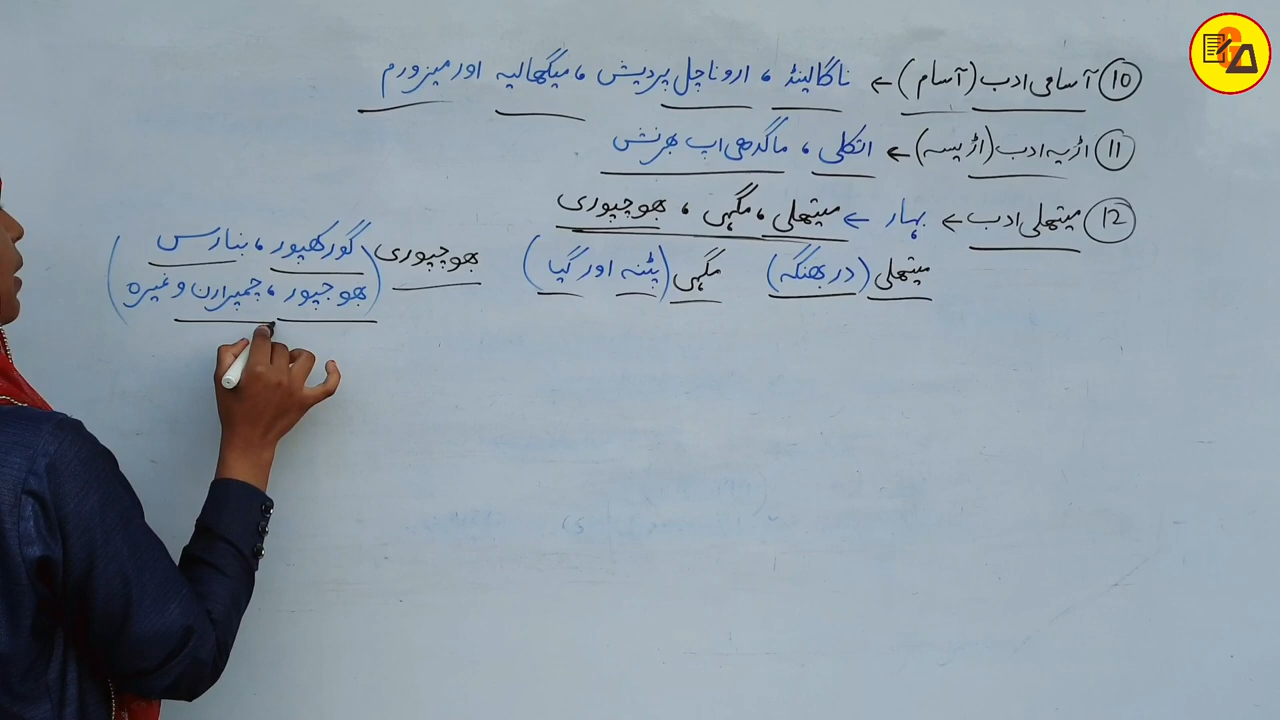 ⑩ آسامی ادب (آسام) ← ناگالینڈ ، اروناچل پردیش ، میگھالیہ اور میزورم
⑪ اڑیہ ادب (اڑیسہ) ← اتکلی ، ماگدھی اپ بھرنش
⑫ میتھلی ادب ← بہار ← میتھلی ، مگہی ، بھوجپوری
میتھلی (دربھنگہ) مگہی (پٹنہ اور گیا) بھوجپوری (گورکھپور ، بنارس
بھوجپور ، چمپارن وغیرہ)